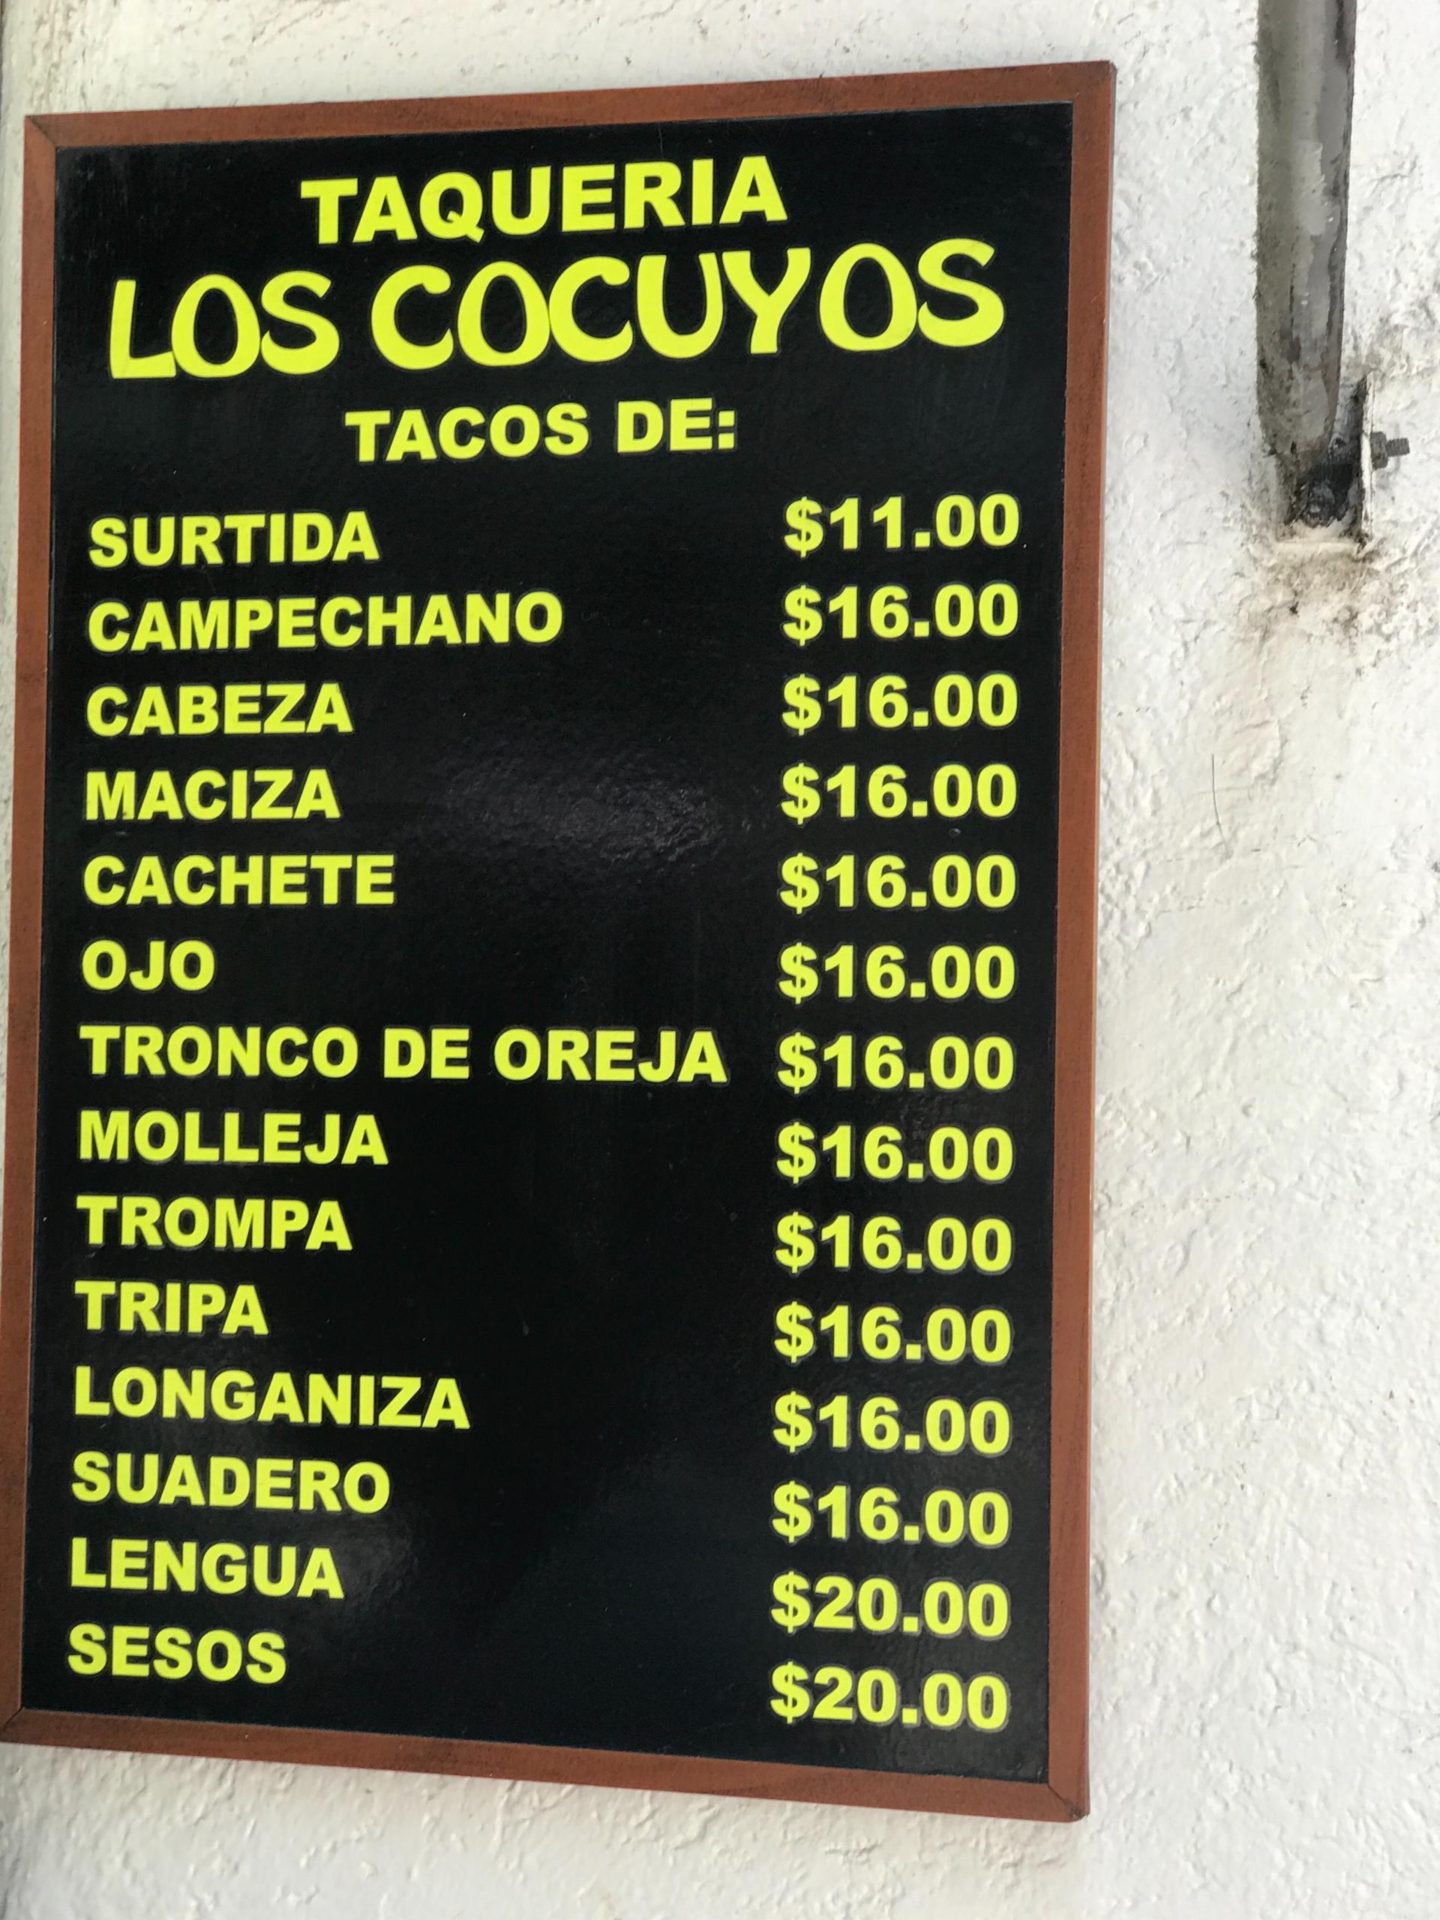 TAQUERIA
LOS COCUYOS
TACOS DE:
SURTIDA $11.00
CAMPECHANO $16.00
CABEZA $16.00
MACIZA $16.00
CACHETE $16.00
OJO $16.00
TRONCO DE OREJA $16.00
MOLLEJA $16.00
TROMPA $16.00
TRIPA $16.00
LONGANIZA $16.00
SUADERO $16.00
LENGUA $20.00
SESOS $20.00